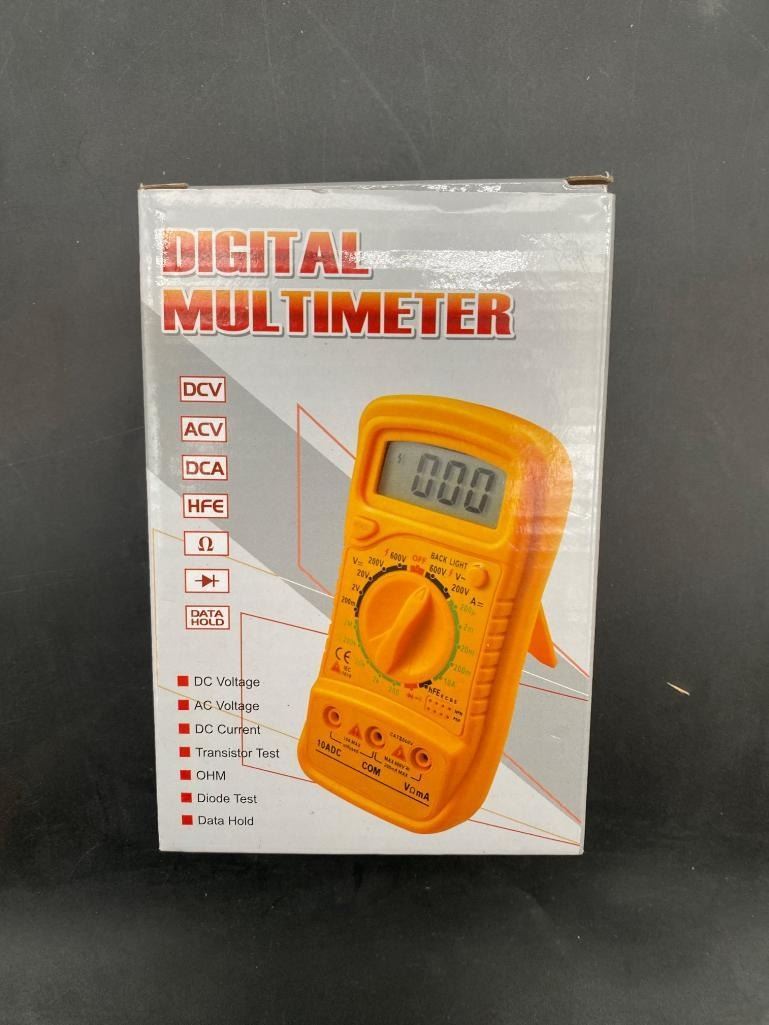 DIGITAL
MULTIMETER
DCV
ACV
DCA
HFE
Ω
DATA
HOLD
DC Voltage
AC Voltage
DC Current
Transistor Test
OHM
Diode Test
Data Hold
000
BACK LIGHT
OFF
V= 200V 600V
600V V~
20V
200V
2V
A=
200m
2m
20m
200m
10A
hFE
CE
10ADC
COM
VΩmA